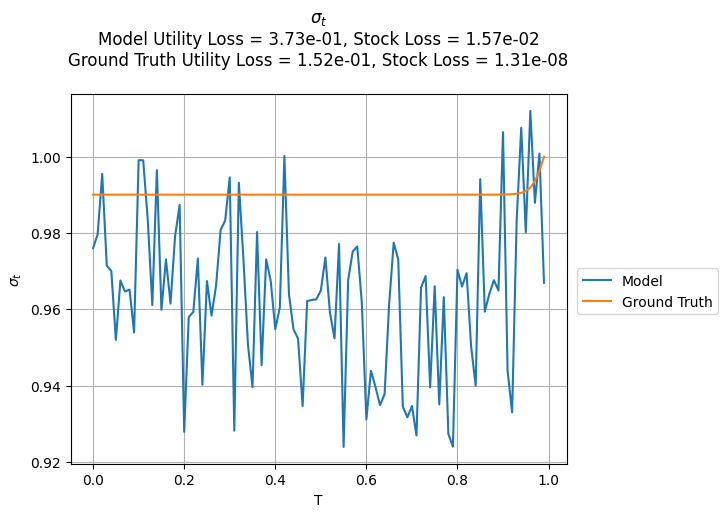 σt
Model Utility Loss = 3.73e-01, Stock Loss = 1.57e-02
Ground Truth Utility Loss = 1.52e-01, Stock Loss = 1.31e-08
1.00
0.98
0.96
0.94
0.92
σt
0.0 0.2 0.4 0.6 0.8 1.0
T
Model
Ground Truth